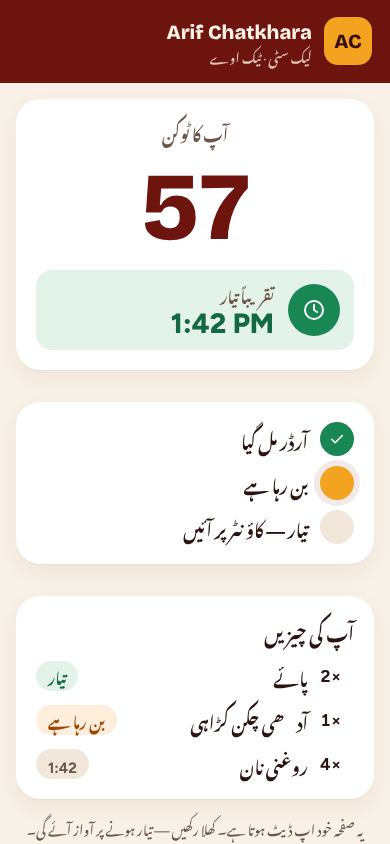 AC
Arif Chatkhara
لیک سٹی · ٹیک اوے
آپ کا ٹوکن
57
تقریباً تیار
1:42 PM
آرڈر مل گیا
بن رہا ہے
تیار — کاؤنٹر پر آئیں
آپ کی چیزیں
2× پائے تیار
1× آدھی چکن کڑاہی بن رہا ہے
4× روغنی نان 1:42
یہ صفحہ خود اپ ڈیٹ ہوتا ہے۔ کھلا رکھیں — تیار ہونے پر آواز آئے گی۔